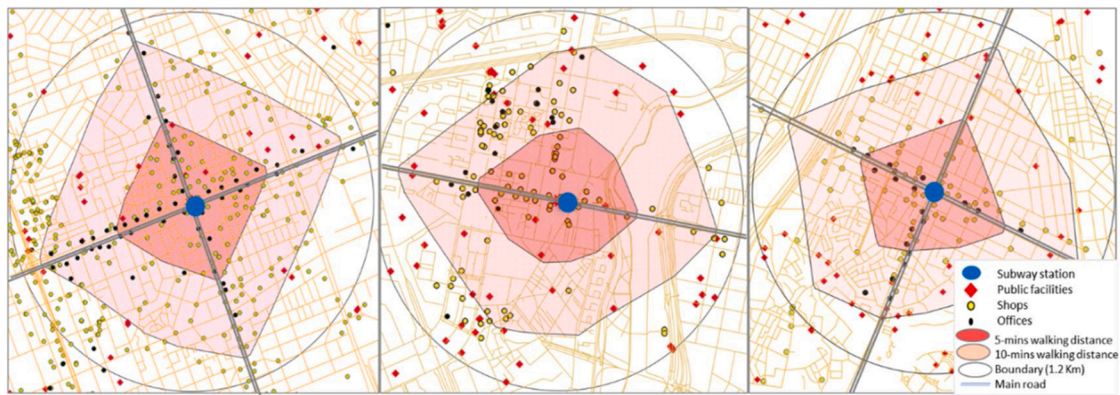 Subway station
Public facilities
Shops
Offices
5-mins walking distance
10-mins walking distance
Boundary (1.2 Km)
Main road